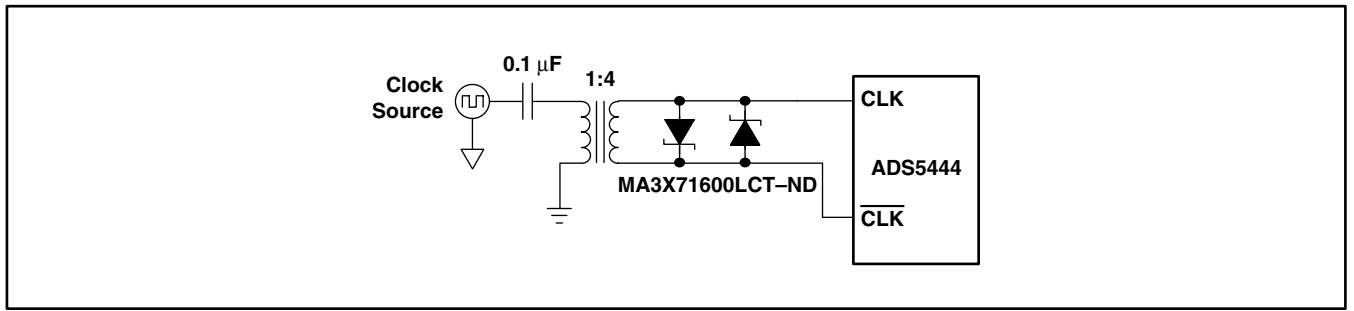 0.1 μF
1:4
Clock
Source
CLK
ADS5444
MA3X71600LCT–ND
CLK